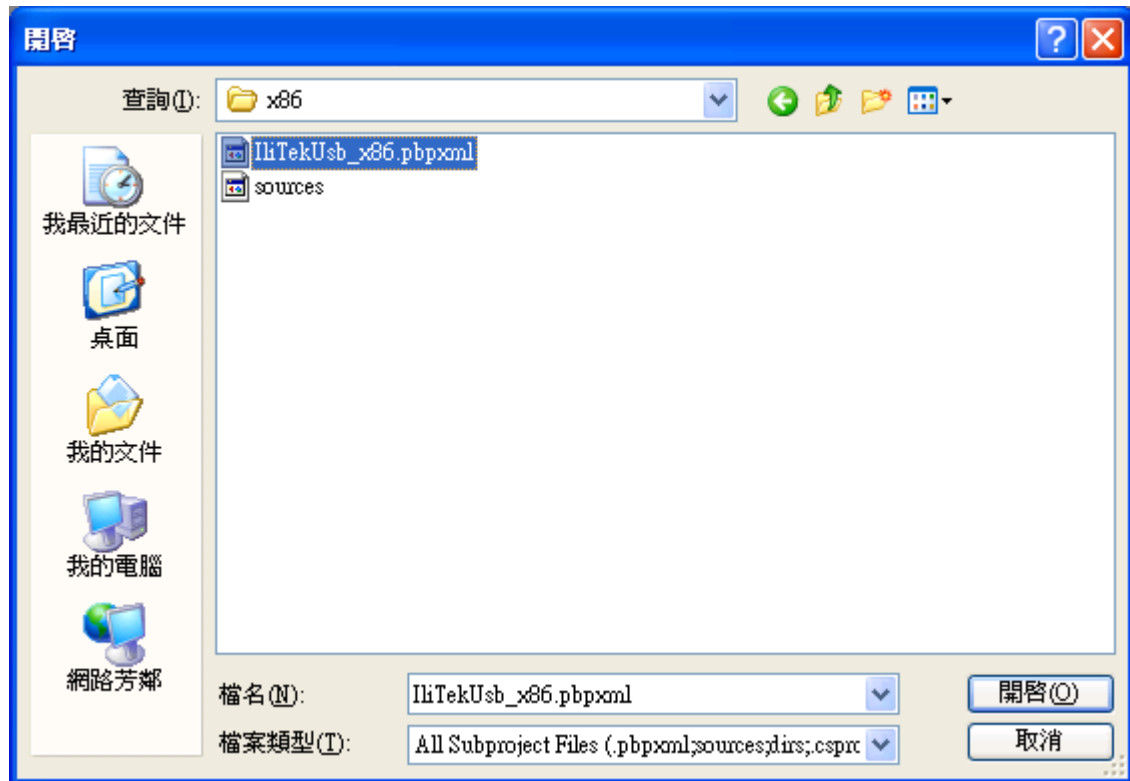 開啓
查詢(I):
x86
IliTekUsb_x86.pbpxml
sources
我最近的文件
桌面
我的文件
我的電腦
網路芳鄰
檔名(N):
IliTekUsb_x86.pbpxml
開啓(O)
檔案類型(T):
All Subproject Files (.pbpxml;sources;dirs;.csprc
取消